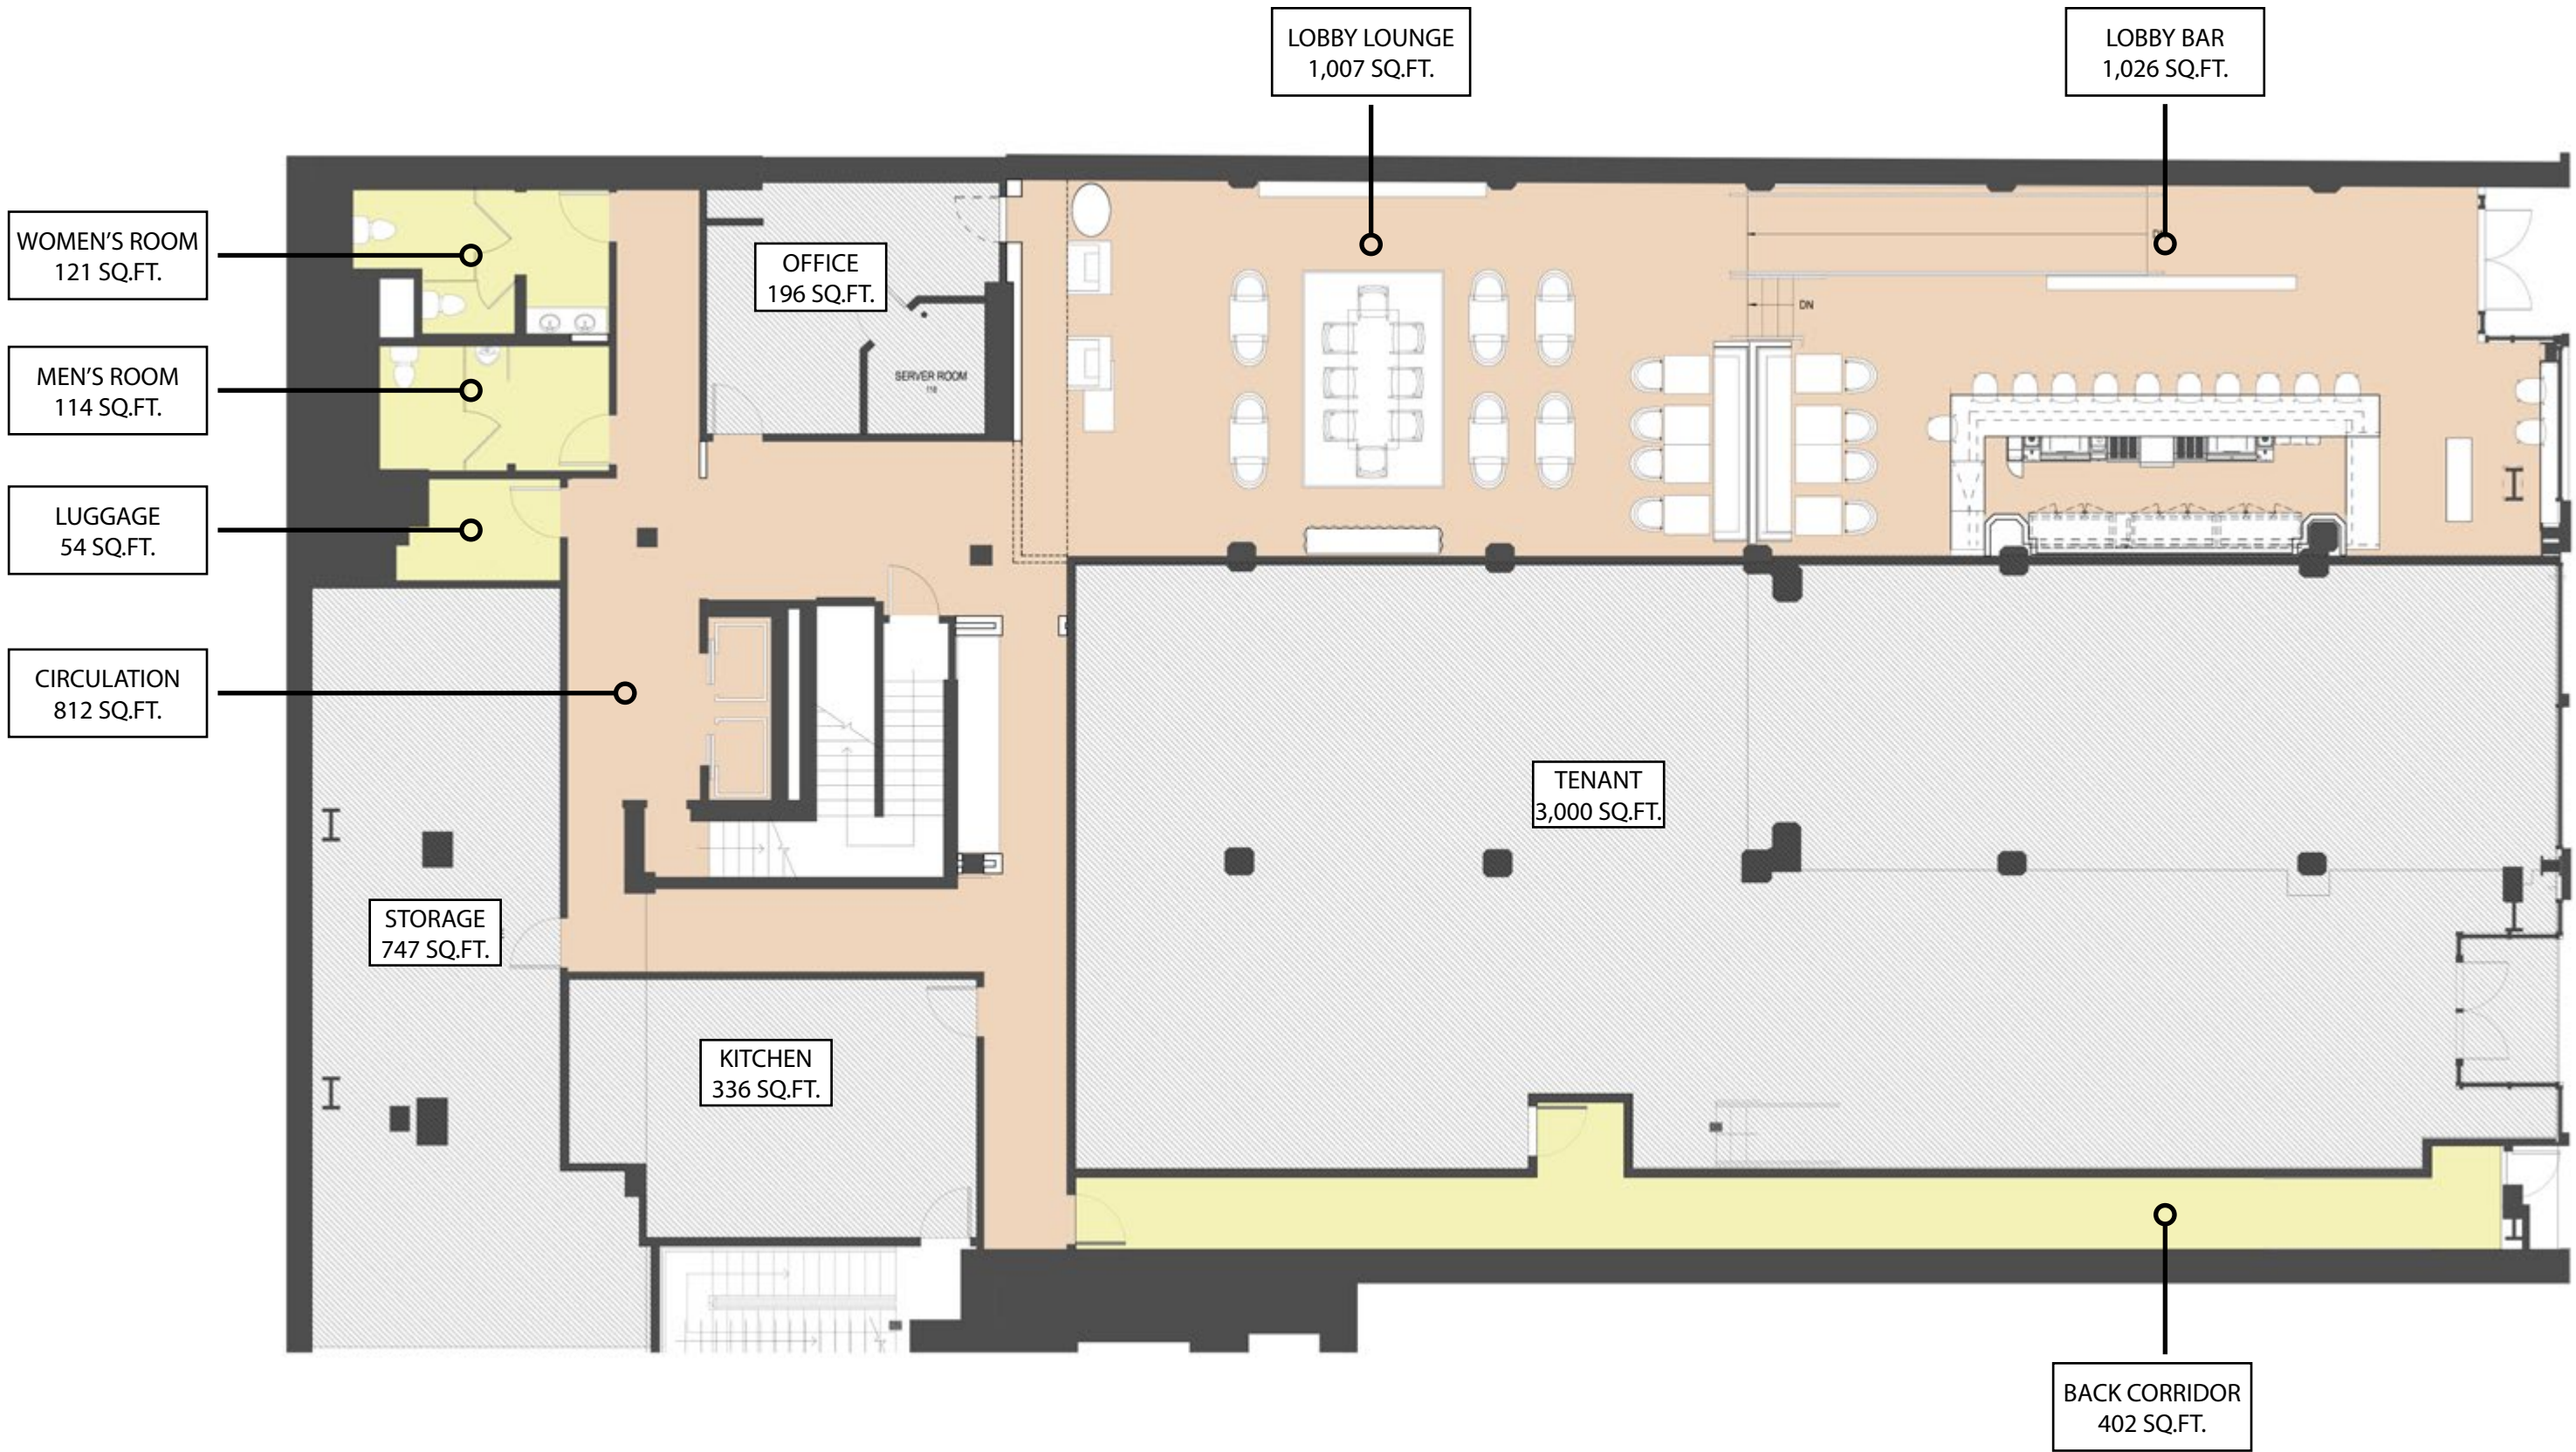 LOBBY LOUNGE
1,007 SQ.FT.
LOBBY BAR
1,026 SQ.FT.
WOMEN’S ROOM
121 SQ.FT.
OFFICE
196 SQ.FT.
DN
MEN’S ROOM
114 SQ.FT.
SERVER ROOM
118
LUGGAGE
54 SQ.FT.
CIRCULATION
812 SQ.FT.
TENANT
3,000 SQ.FT.
STORAGE
747 SQ.FT.
KITCHEN
336 SQ.FT.
BACK CORRIDOR
402 SQ.FT.